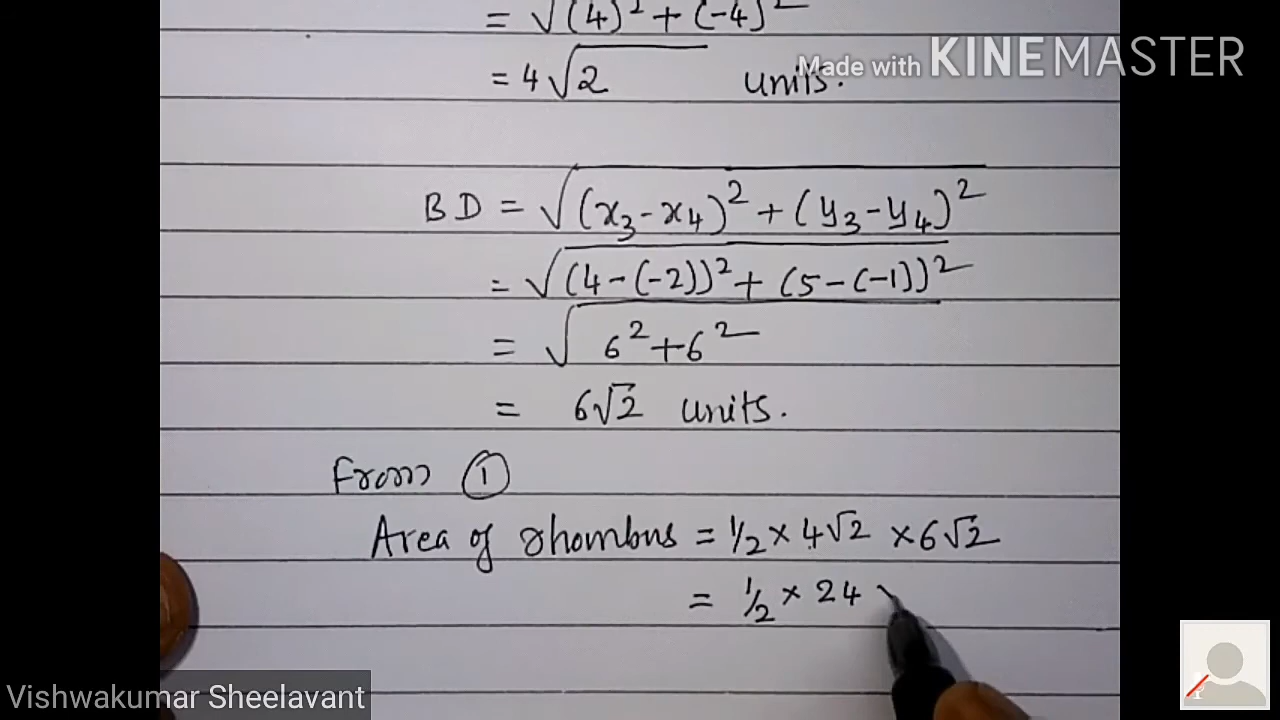 = √(4)² + (-4)²
= 4√2 units.
Made with KINEMASTER
BD = √(x₃-x₄)² + (y₃-y₄)²
= √(4-(-2))² + (5-(-1))²
= √6²+6²
= 6√2 units.
From ①
Area of rhombus = 1/2 × 4√2 × 6√2
= 1/2 × 24
Vishwakumar Sheelavant